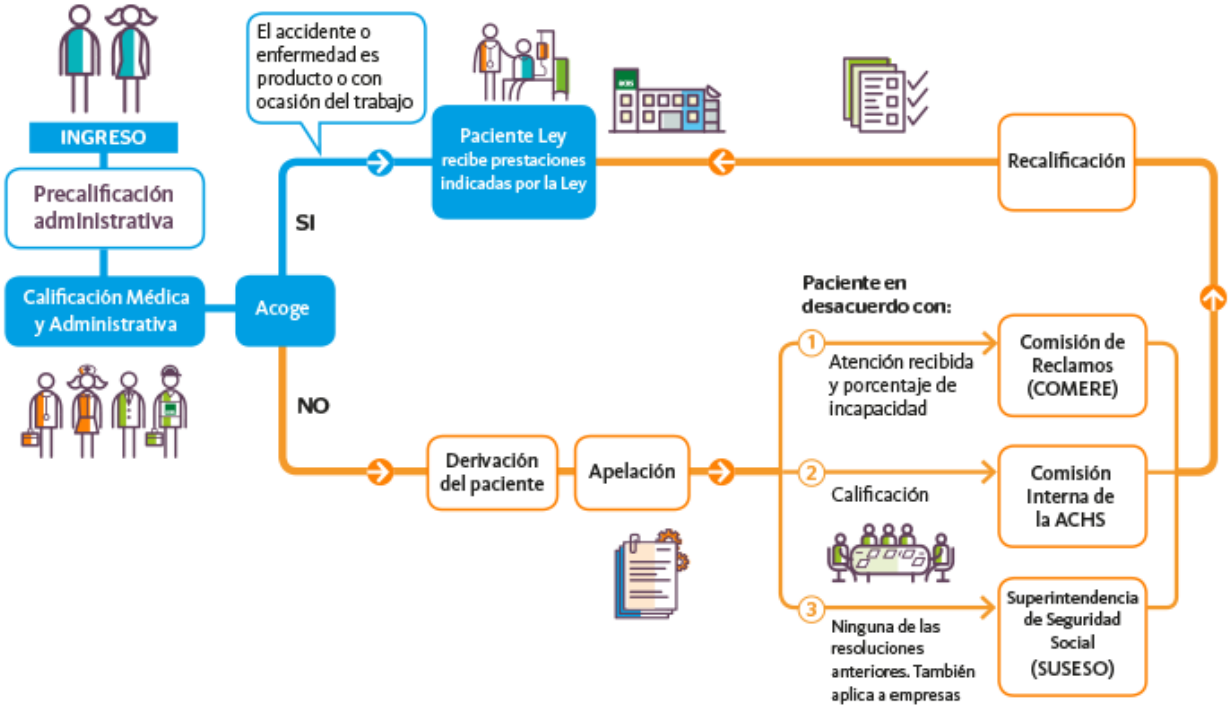 El accidente o
enfermedad es
producto o con
ocasión del trabajo
INGRESO
Precalificación
administrativa
Calificación Médica
y Administrativa
Acoge
SI
NO
Paciente Ley
recibe prestaciones
indicadas por la Ley
Recalificación
Derivación
del paciente
Apelación
Paciente en
desacuerdo con:
1
Atención recibida
y porcentaje de
incapacidad
Comisión de
Reclamos
(COMERE)
2
Calificación
Comisión
Interna de
la ACHS
3
Ninguna de las
resoluciones
anteriores. También
aplica a empresas
Superintendencia
de Seguridad
Social
(SUSESO)